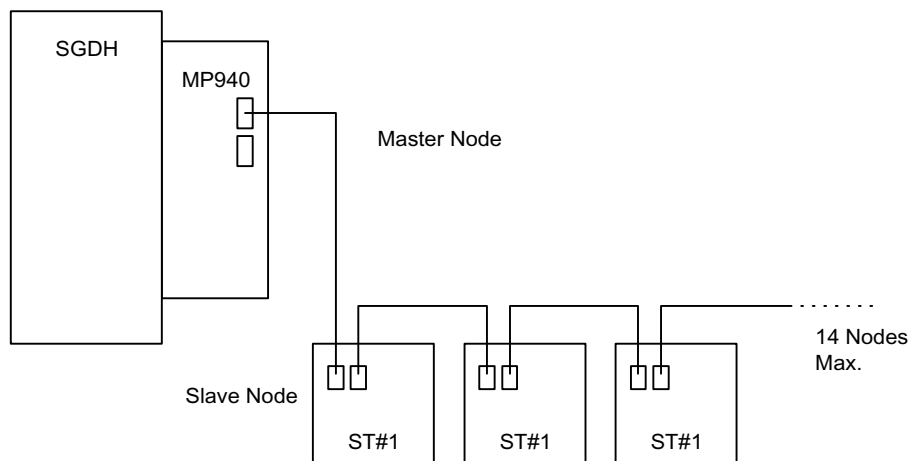 SGDH
MP940
Master Node
14 Nodes
Max.
Slave Node
ST#1
ST#1
ST#1